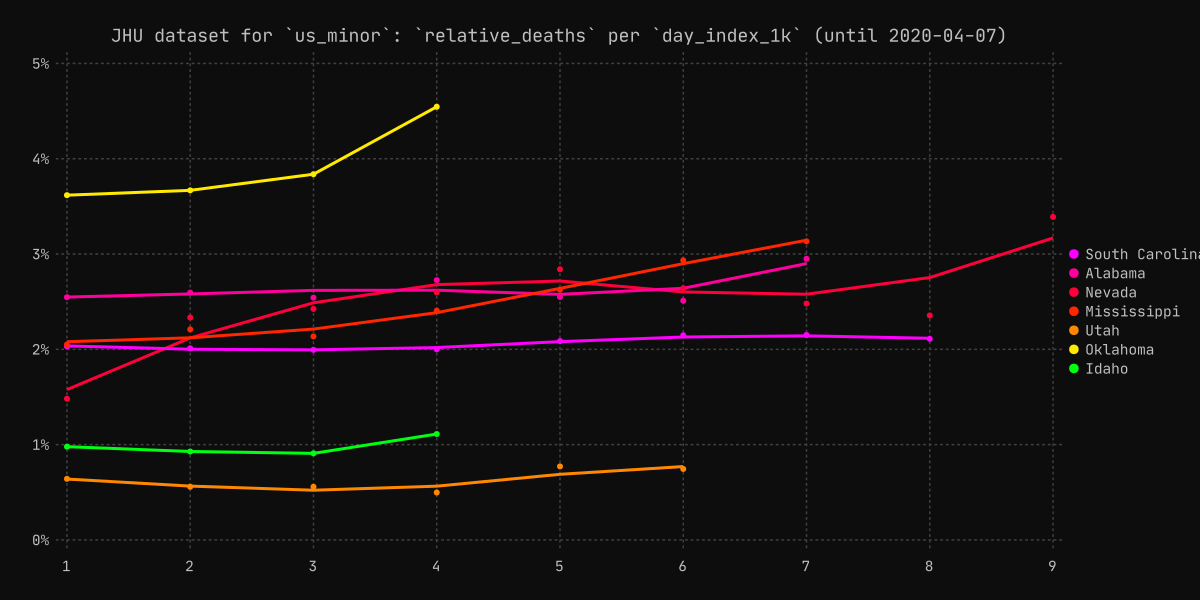 JHU dataset for `us_minor`: `relative_deaths` per `day_index_1k` (until 2020-04-07)
5%
4%
3%
2%
1%
0%
1 2 3 4 5 6 7 8 9
South Carolina
Alabama
Nevada
Mississippi
Utah
Oklahoma
Idaho